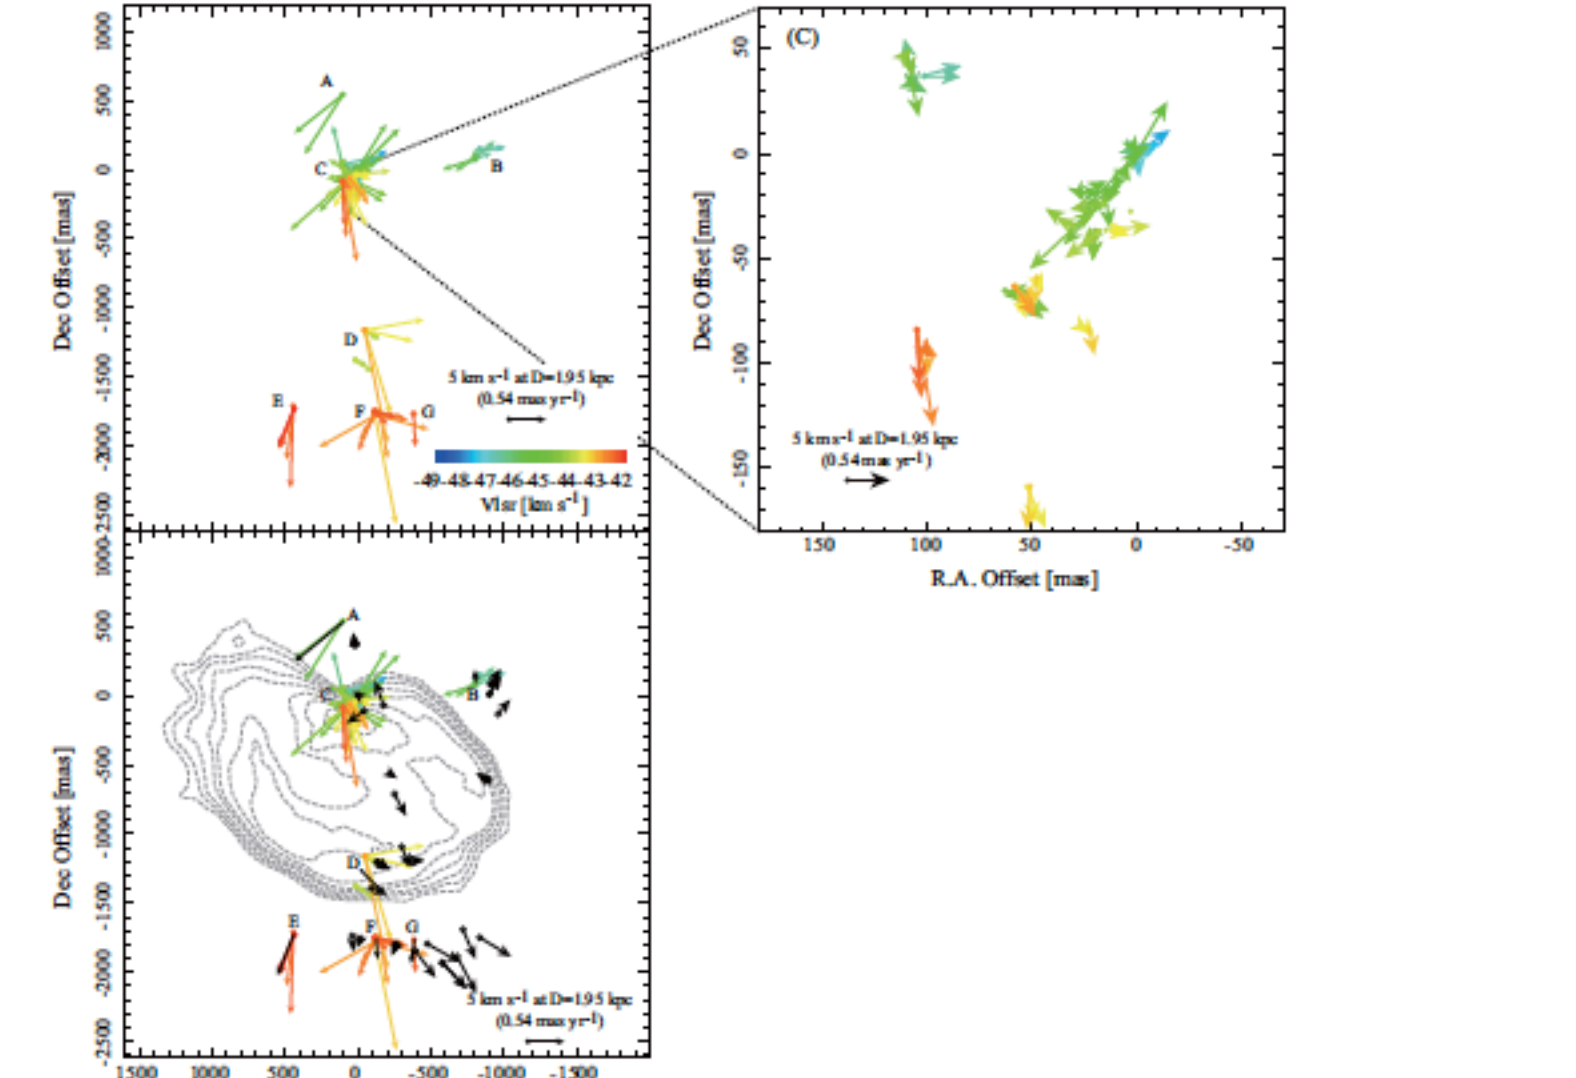 1000
500
0
-500
-1000
-1500
-2000
-2500
Dec Offset [mas]
A
B
C
D
E
F
G
5 km s⁻¹ at D=1.95 kpc
(0.54 mas yr⁻¹)
-49-48-47-46-45-44-43-42
Vlsr [km s⁻¹]
(C)
50
0
-50
-100
-150
Dec Offset [mas]
5 km s⁻¹ at D=1.95 kpc
(0.54 mas yr⁻¹)
150 100 50 0 -50
R.A. Offset [mas]
1000
500
0
-500
-1000
-1500
-2000
-2500
Dec Offset [mas]
A
C
B
D
E
F
G
5 km s⁻¹ at D=1.95 kpc
(0.54 mas yr⁻¹)
1500 1000 500 0 -500 -1000 -1500